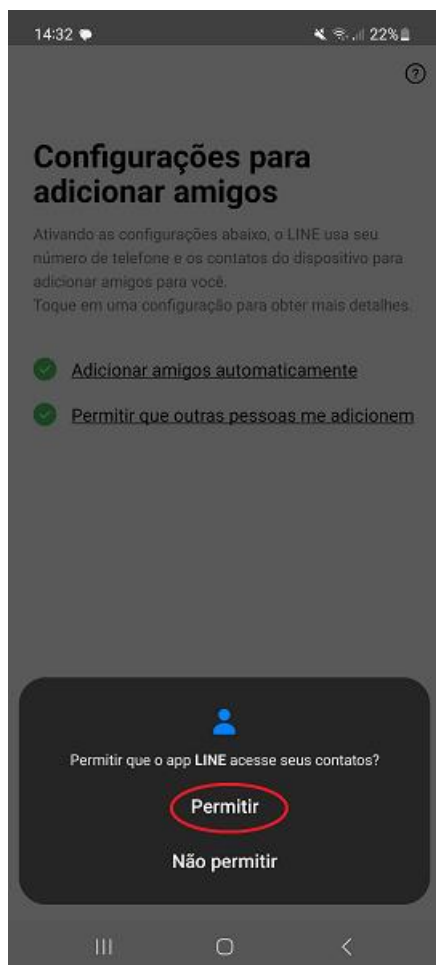 14:32 22%
?
Configurações para
adicionar amigos
Ativando as configurações abaixo, o LINE usa seu
número de telefone e os contatos do dispositivo para
adicionar amigos para você.
Toque em uma configuração para obter mais detalhes.
Adicionar amigos automaticamente
Permitir que outras pessoas me adicionem
Permitir que o app LINE acesse seus contatos?
Permitir
Não permitir